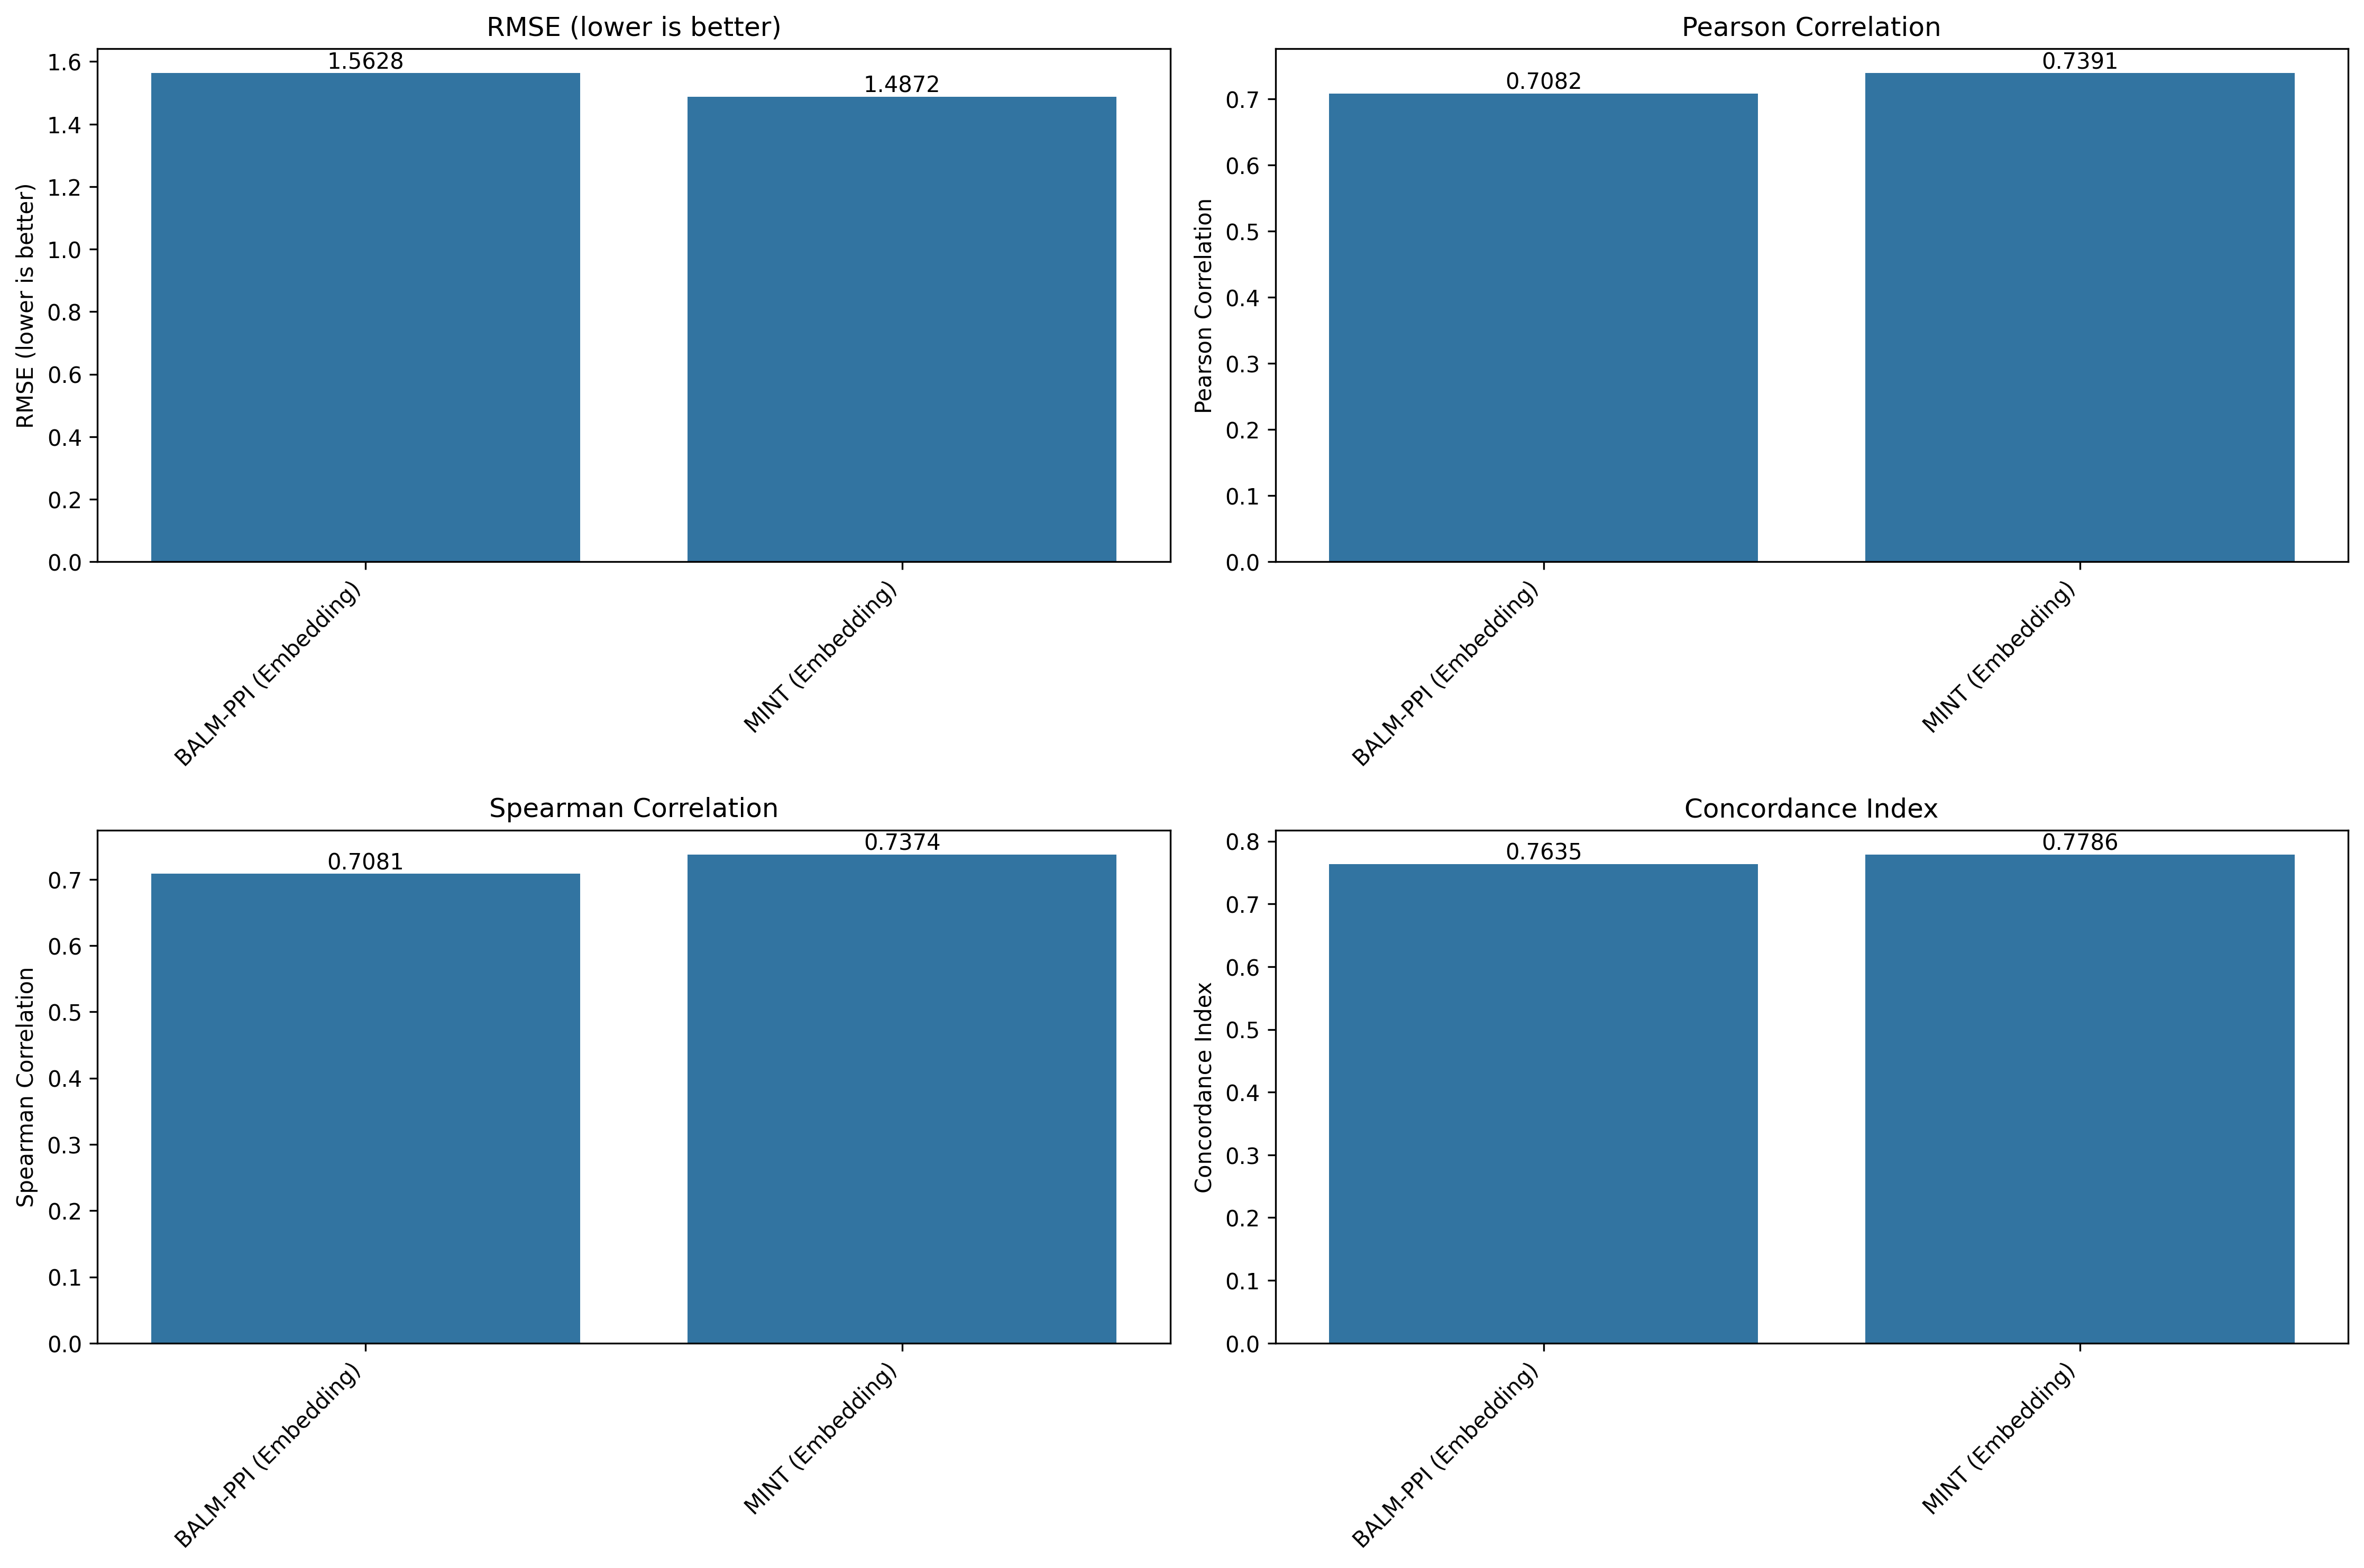 RMSE (lower is better)
RMSE (lower is better)
1.6
1.4
1.2
1.0
0.8
0.6
0.4
0.2
0.0
1.5628
1.4872
BALM-PPI (Embedding)
MINT (Embedding)
Pearson Correlation
Pearson Correlation
0.7
0.6
0.5
0.4
0.3
0.2
0.1
0.0
0.7082
0.7391
BALM-PPI (Embedding)
MINT (Embedding)
Spearman Correlation
Spearman Correlation
0.7
0.6
0.5
0.4
0.3
0.2
0.1
0.0
0.7081
0.7374
BALM-PPI (Embedding)
MINT (Embedding)
Concordance Index
Concordance Index
0.8
0.7
0.6
0.5
0.4
0.3
0.2
0.1
0.0
0.7635
0.7786
BALM-PPI (Embedding)
MINT (Embedding)